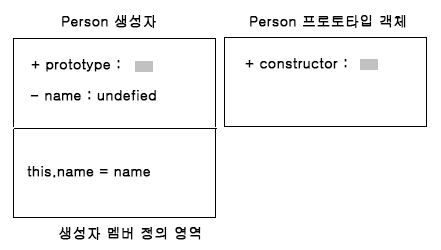 Person 생성자
Person 프로토타입 객체
+ prototype :
- name : undefied
+ constructor :
this.name = name
생성자 멤버 정의 영역